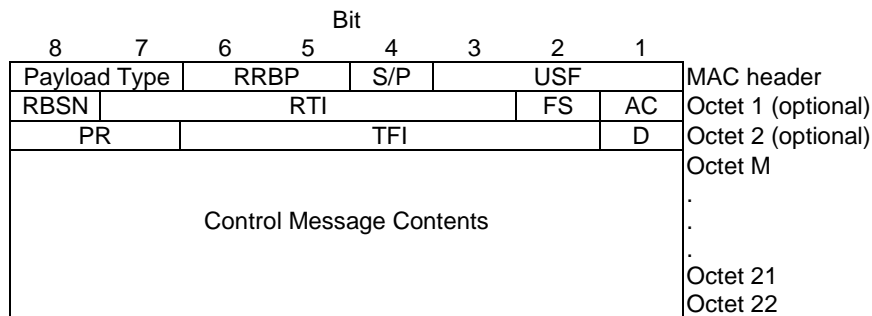 Bit
8 7 6 5 4 3 2 1
Payload Type RRBP S/P USF MAC header
RBSN RTI FS AC Octet 1 (optional)
PR TFI D Octet 2 (optional)
Octet M
.
Control Message Contents .
.
Octet 21
Octet 22